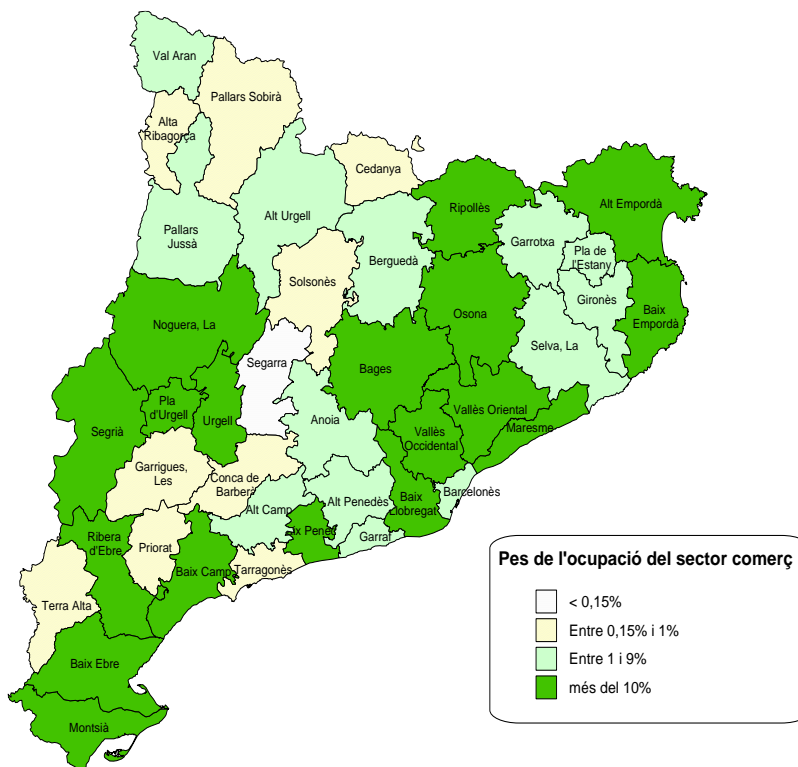 Val Aran
Pallars Sobirà
Alta
Ribagorça
Cedanya
Ripollès
Alt Empordà
Alt Urgell
Pallars
Jussà
Garrotxa
Pla de
l'Estany
Berguedà
Solsonès
Gironès
Osona
Baix
Empordà
Noguera, La
Selva, La
Segarra
Bages
Pla
d'Urgell
Urgell
Vallès Oriental
Anoia
Maresme
Segrià
Vallès
Occidental
Garrigues,
Les
Conca de
Barberà
Barcelonès
Alt Penedès
Baix
Llobregat
Alt Camp
ix Pened
Garraf
Ribera
d'Ebre
Priorat
Baix Camp
Tarragonès
Terra Alta
Baix Ebre
Montsià
Pes de l'ocupació del sector comerç
< 0,15%
Entre 0,15% i 1%
Entre 1 i 9%
més del 10%